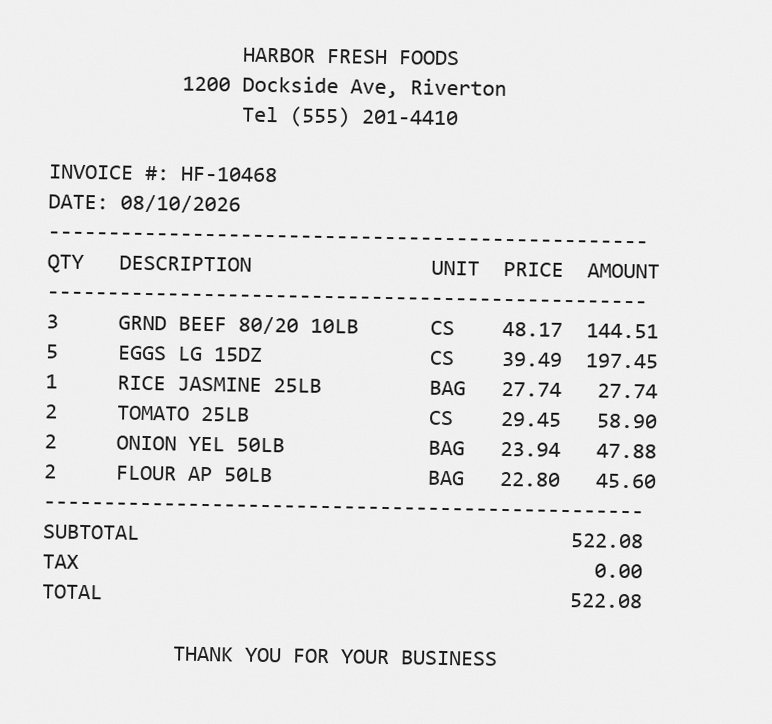 HARBOR FRESH FOODS
1200 Dockside Ave, Riverton
Tel (555) 201-4410
INVOICE #: HF-10468
DATE: 08/10/2026
--------------------------------------------------
QTY DESCRIPTION UNIT PRICE AMOUNT
--------------------------------------------------
3 GRND BEEF 80/20 10LB CS 48.17 144.51
5 EGGS LG 15DZ CS 39.49 197.45
1 RICE JASMINE 25LB BAG 27.74 27.74
2 TOMATO 25LB CS 29.45 58.90
2 ONION YEL 50LB BAG 23.94 47.88
2 FLOUR AP 50LB BAG 22.80 45.60
--------------------------------------------------
SUBTOTAL 522.08
TAX 0.00
TOTAL 522.08
THANK YOU FOR YOUR BUSINESS